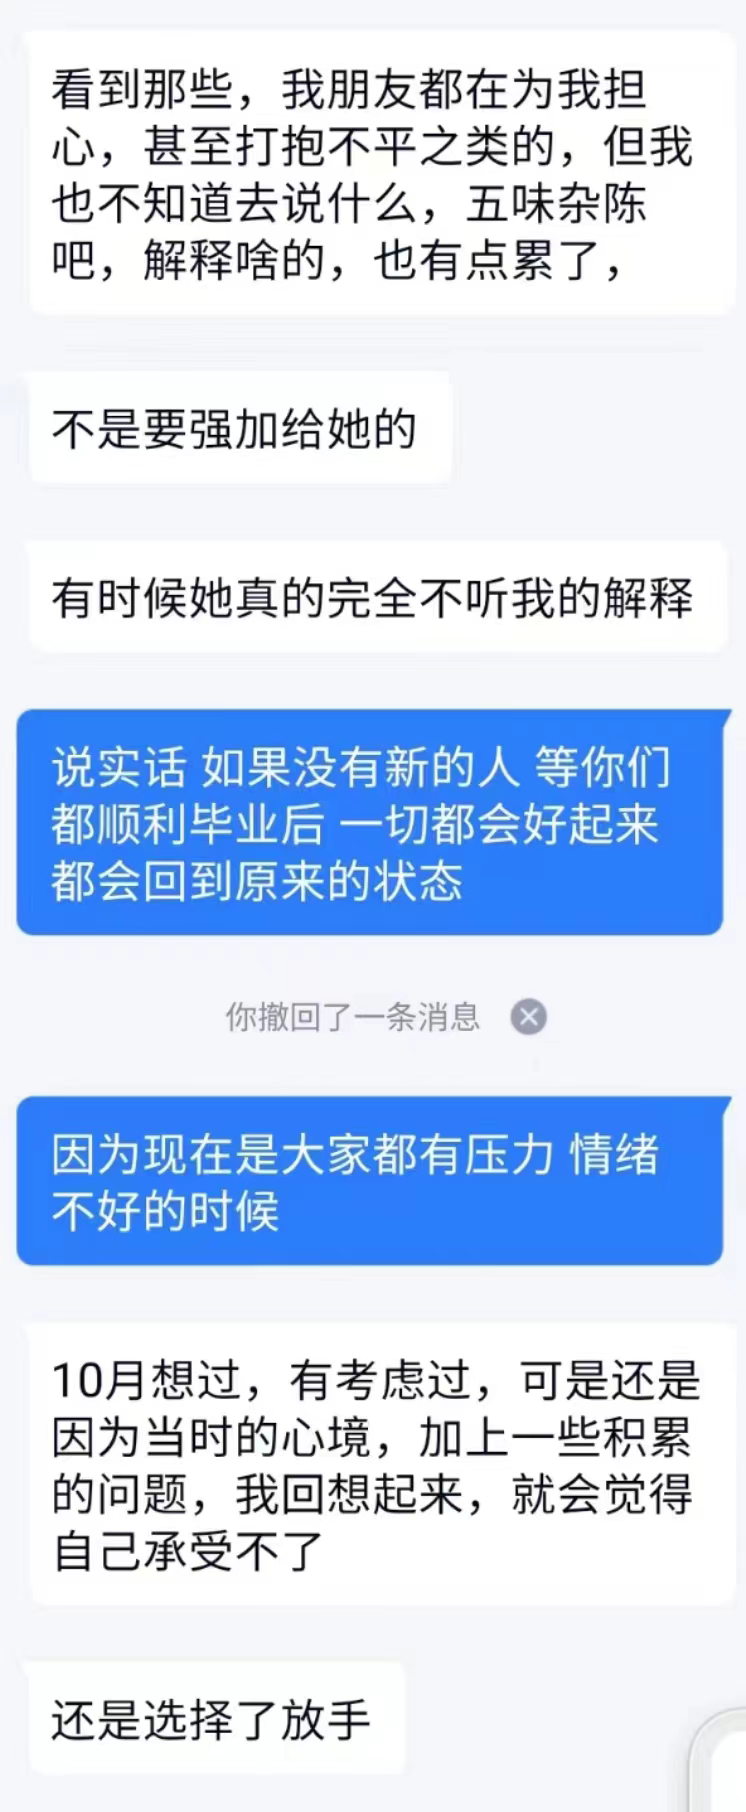 看到那些，我朋友都在为我担
心，甚至打抱不平之类的，但我
也不知道去说什么，五味杂陈
吧，解释啥的，也有点累了，
不是要强加给她的
有时候她真的完全不听我的解释
说实话 如果没有新的人 等你们
都顺利毕业后 一切都会好起来
都会回到原来的状态
你撤回了一条消息
因为现在是大家都有压力 情绪
不好的时候
10月想过，有考虑过，可是还是
因为当时的心境，加上一些积累
的问题，我回想起来，就会觉得
自己承受不了
还是选择了放手